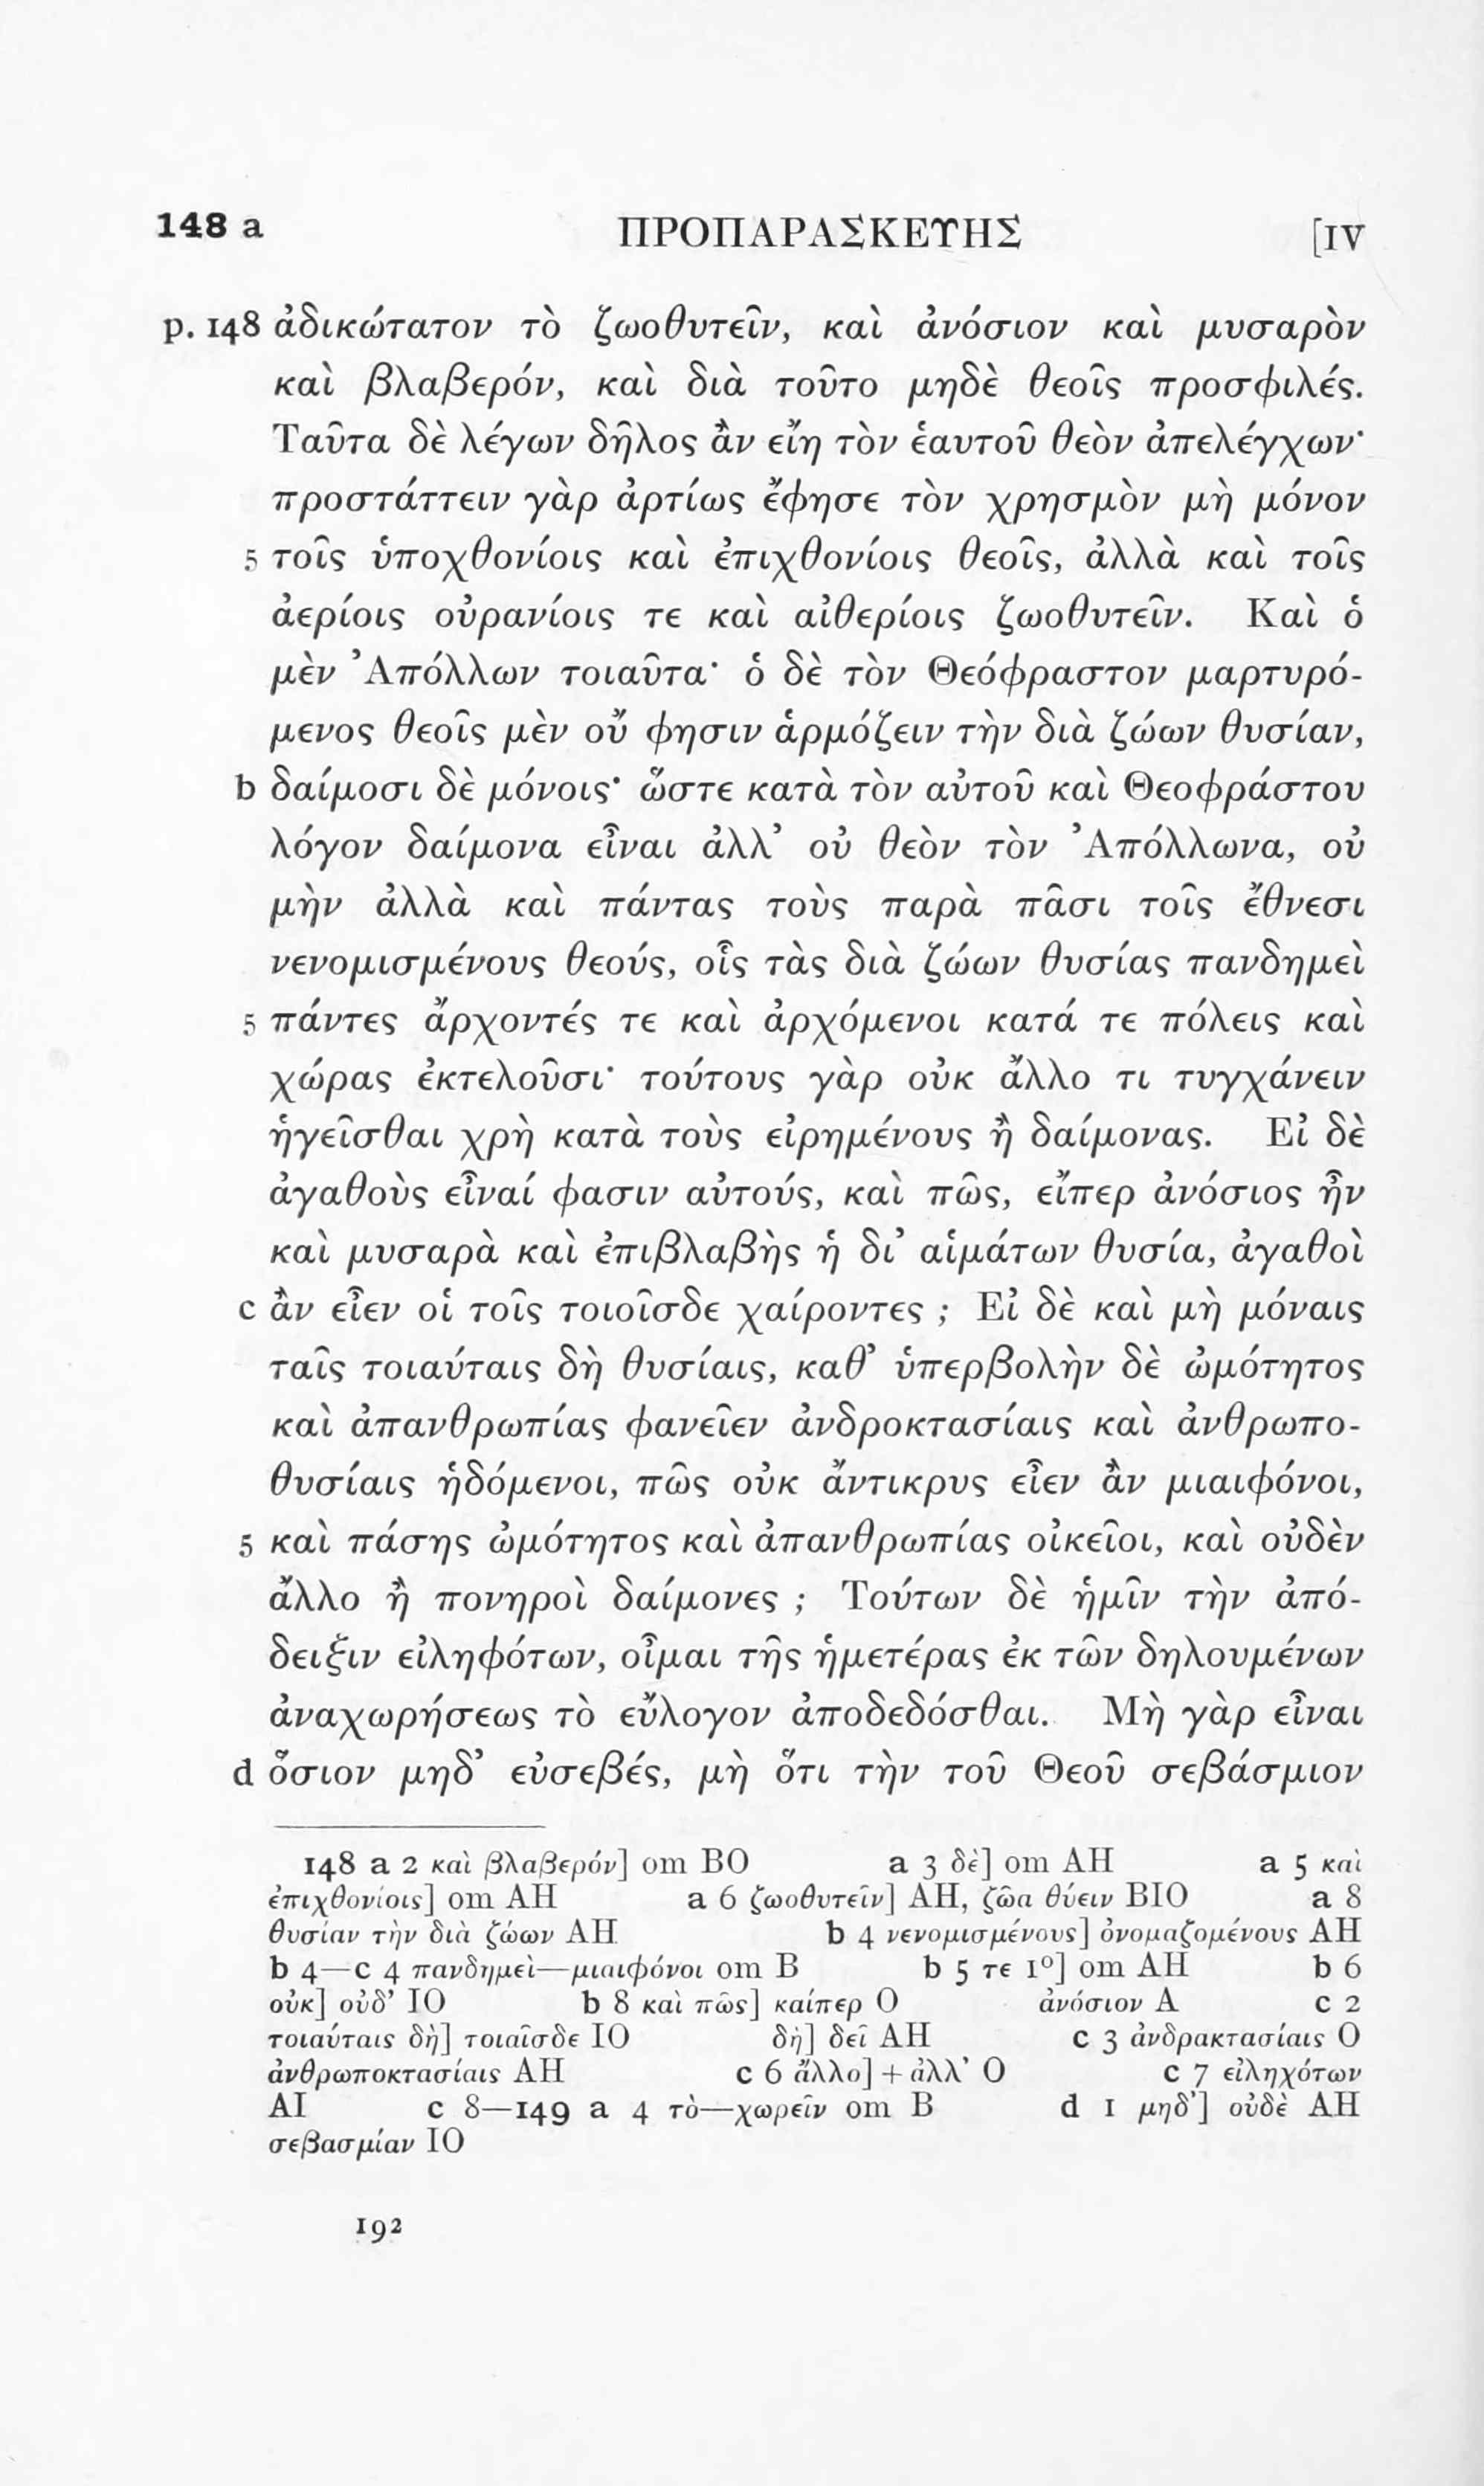 148 a ΠΡΟΠΑΡΑΣΚΕΥΗΣ [IV
p. 148 ἀδικώτατον τὸ ζωοθυτεῖν, καὶ ἀνόσιον καὶ μυσαρὸν
καὶ βλαβερόν, καὶ διὰ τοῦτο μηδὲ θεοῖς προσφιλές.
Ταῦτα δὲ λέγων δῆλος ἂν εἴη τὸν ἑαυτοῦ θεὸν ἀπελέγχων·
προστάττειν γὰρ ἀρτίως ἔφησε τὸν χρησμὸν μὴ μόνον
5 τοῖς ὑποχθονίοις καὶ ἐπιχθονίοις θεοῖς, ἀλλὰ καὶ τοῖς
ἀερίοις οὐρανίοις τε καὶ αἰθερίοις ζωοθυτεῖν. Καὶ ὁ
μὲν Ἀπόλλων τοιαῦτα· ὁ δὲ τὸν Θεόφραστον μαρτυρό-
μενος θεοῖς μὲν οὔ φησιν ἁρμόζειν τὴν διὰ ζώων θυσίαν,
b δαίμοσι δὲ μόνοις· ὥστε κατὰ τὸν αὐτοῦ καὶ Θεοφράστου
λόγον δαίμονα εἶναι ἀλλ’ οὐ θεὸν τὸν Ἀπόλλωνα, οὐ
μὴν ἀλλὰ καὶ πάντας τοὺς παρὰ πᾶσι τοῖς ἔθνεσι
νενομισμένους θεούς, οἷς τὰς διὰ ζώων θυσίας πανδημεὶ
5 πάντες ἄρχοντές τε καὶ ἀρχόμενοι κατά τε πόλεις καὶ
χώρας ἐκτελοῦσι· τούτους γὰρ οὐκ ἄλλο τι τυγχάνειν
ἡγεῖσθαι χρὴ κατὰ τοὺς εἰρημένους ἢ δαίμονας. Εἰ δὲ
ἀγαθοὺς εἶναί φασιν αὐτούς, καὶ πῶς, εἴπερ ἀνόσιος ἦν
καὶ μυσαρὰ καὶ ἐπιβλαβὴς ἡ δι’ αἱμάτων θυσία, ἀγαθοὶ
c ἂν εἶεν οἱ τοῖς τοιοῖσδε χαίροντες ; Εἰ δὲ καὶ μὴ μόναις
ταῖς τοιαύταις δὴ θυσίαις, καθ’ ὑπερβολὴν δὲ ὠμότητος
καὶ ἀπανθρωπίας φανεῖεν ἀνδροκτασίαις καὶ ἀνθρωπο-
θυσίαις ἡδόμενοι, πῶς οὐκ ἄντικρυς εἶεν ἂν μιαιφόνοι,
5 καὶ πάσης ὠμότητος καὶ ἀπανθρωπίας οἰκεῖοι, καὶ οὐδὲν
ἄλλο ἢ πονηροὶ δαίμονες ; Τούτων δὲ ἡμῖν τὴν ἀπό-
δειξιν εἰληφότων, οἶμαι τῆς ἡμετέρας ἐκ τῶν δηλουμένων
ἀναχωρήσεως τὸ εὔλογον ἀποδεδόσθαι. Μὴ γὰρ εἶναι
d ὅσιον μηδ’ εὐσεβές, μὴ ὅτι τὴν τοῦ Θεοῦ σεβάσμιον
148 a 2 καὶ βλαβερόν] om BO a 3 δὲ] om AH a 5 καὶ
ἐπιχθονίοις] om AH a 6 ζωοθυτεῖν] AH, ζῶα θύειν BIO a 8
θυσίαν τὴν διὰ ζώων AH b 4 νενομισμένους] ὀνομαζομένους AH
b 4—c 4 πανδημεὶ—μιαιφόνοι om B b 5 τε 1º] om AH b 6
οὐκ] οὐδ’ IO b 8 καὶ πῶς] καίπερ O ἀνόσιον A c 2
τοιαύταις δὴ] τοιαῖσδε IO δὴ] δεῖ AH c 3 ἀνδρακτασίαις O
ἀνθρωποκτασίαις AH c 6 ἄλλο] + ἀλλ’ O c 7 εἰληχότων
AI c 8—149 a 4 τὸ—χωρεῖν om B d 1 μηδ’] οὐδὲ AH
σεβασμίαν IO
192